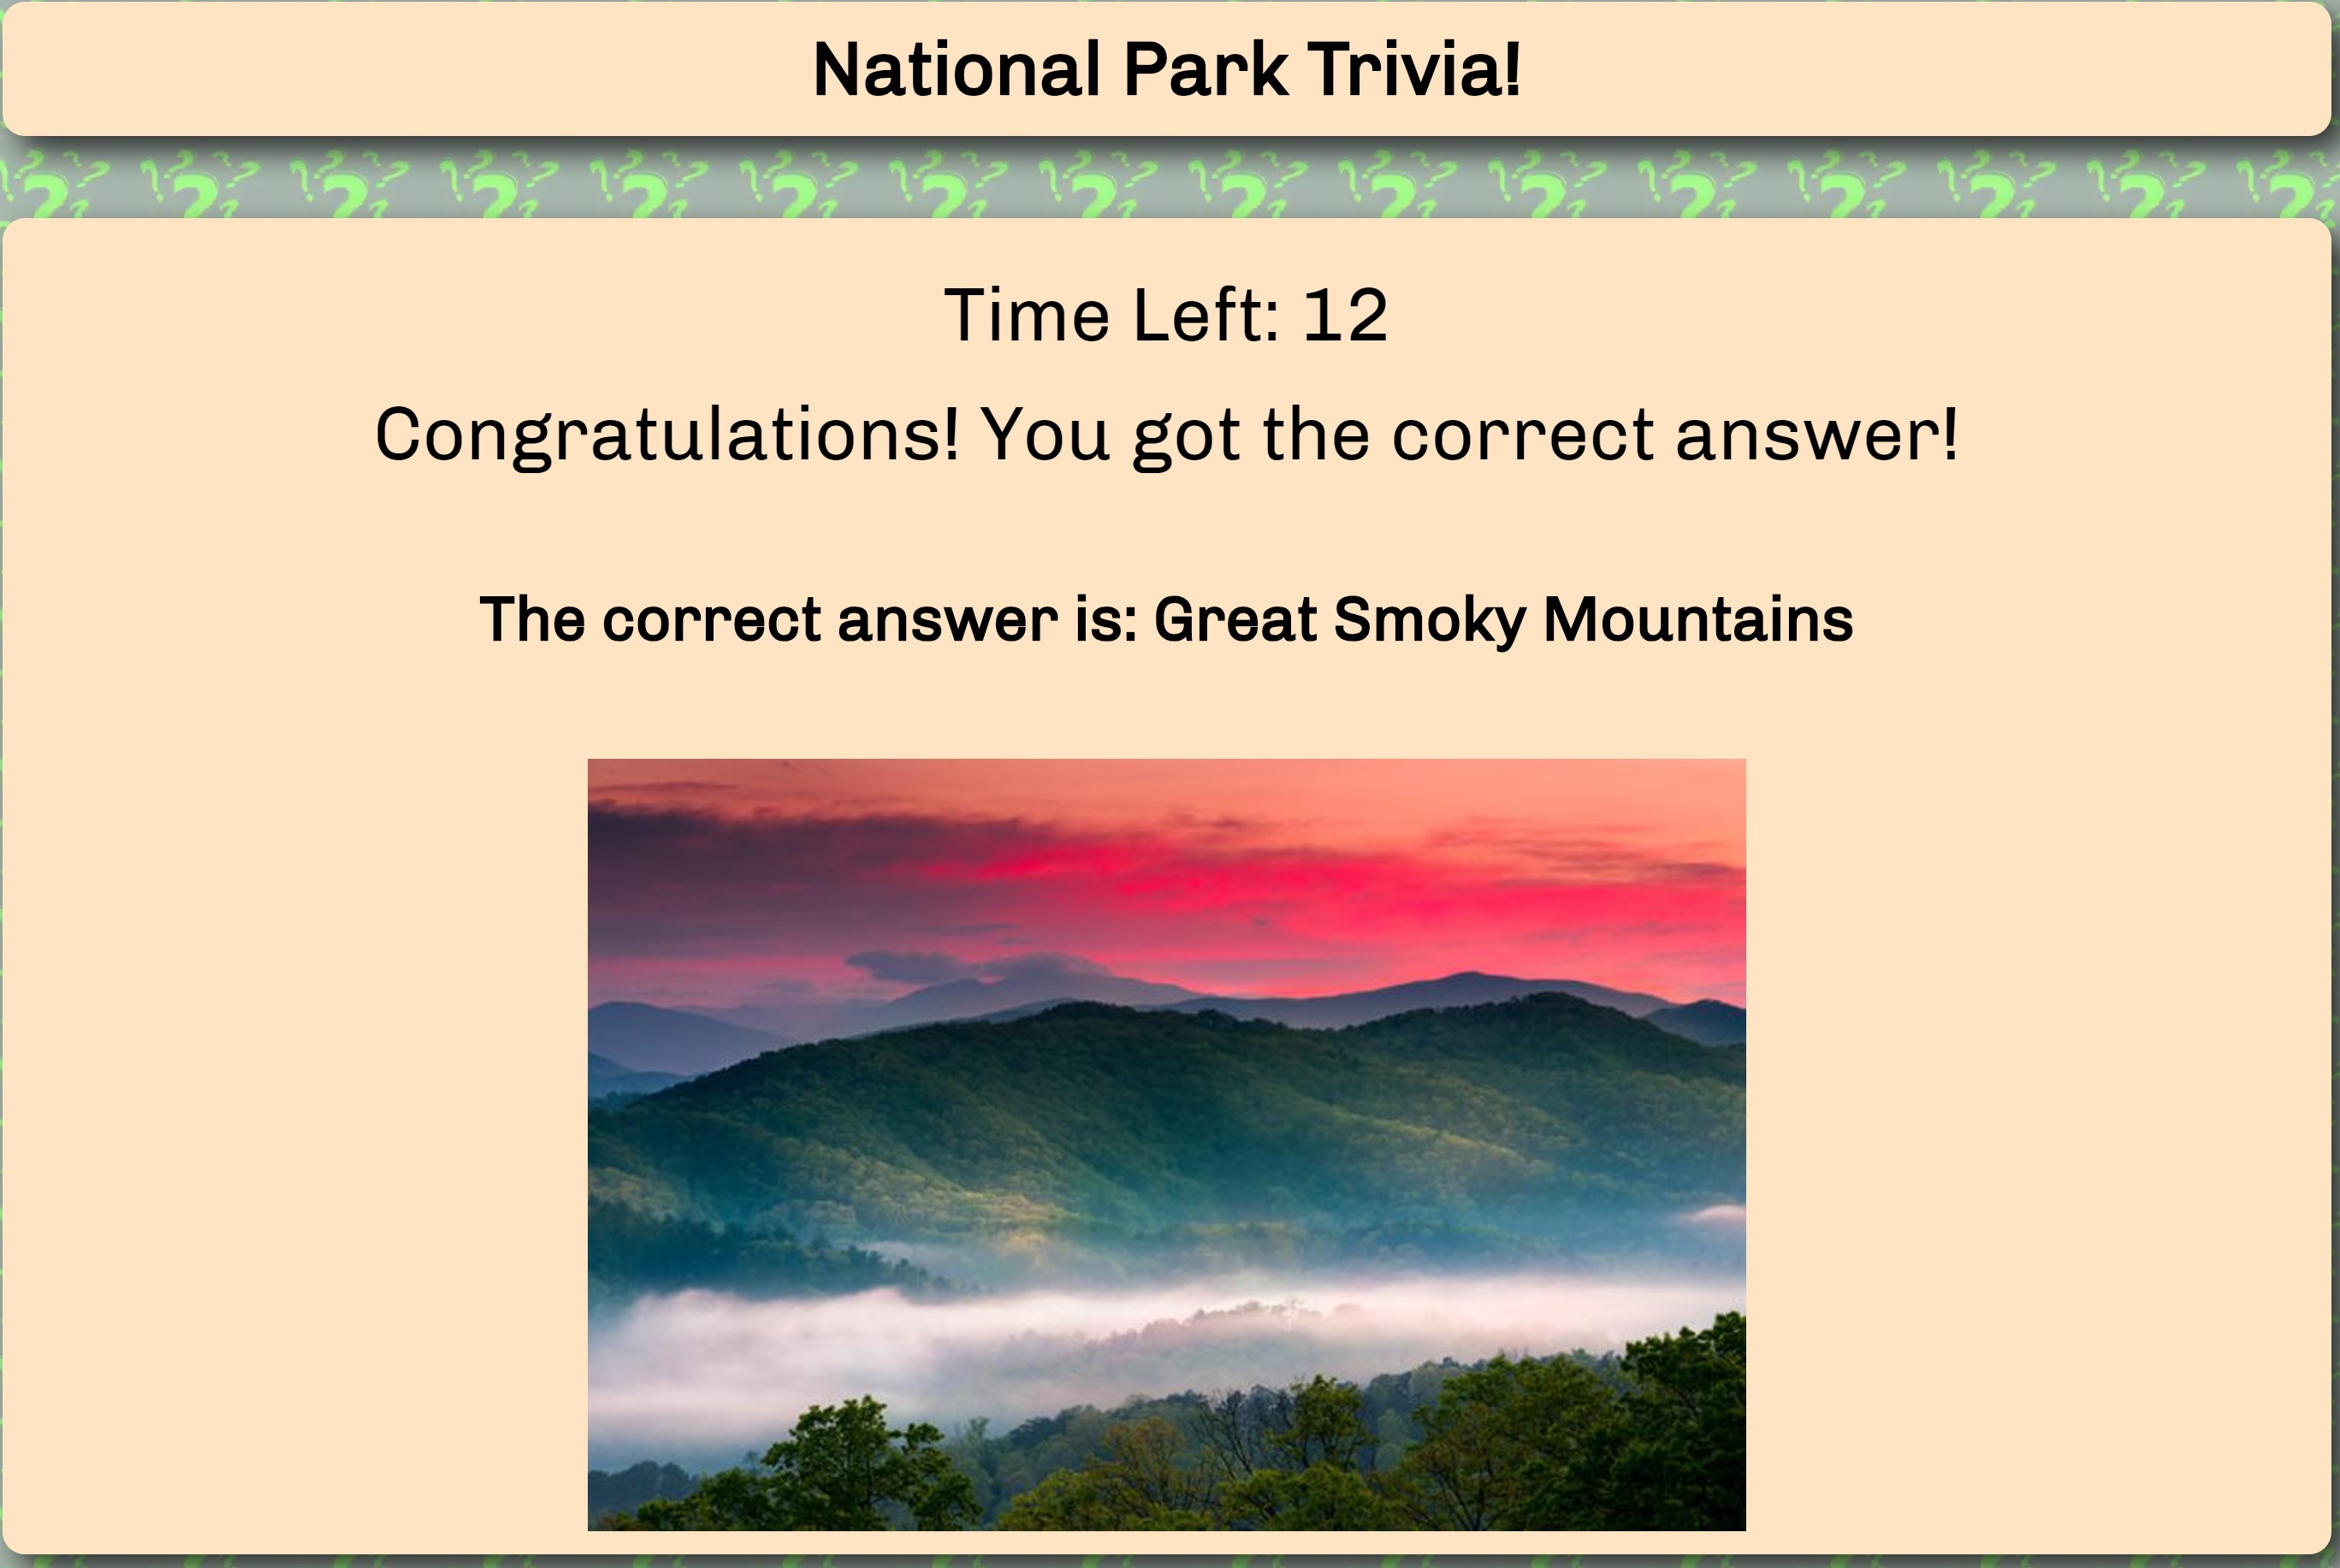 National Park Trivia!
Time Left: 12
Congratulations! You got the correct answer!
The correct answer is: Great Smoky Mountains